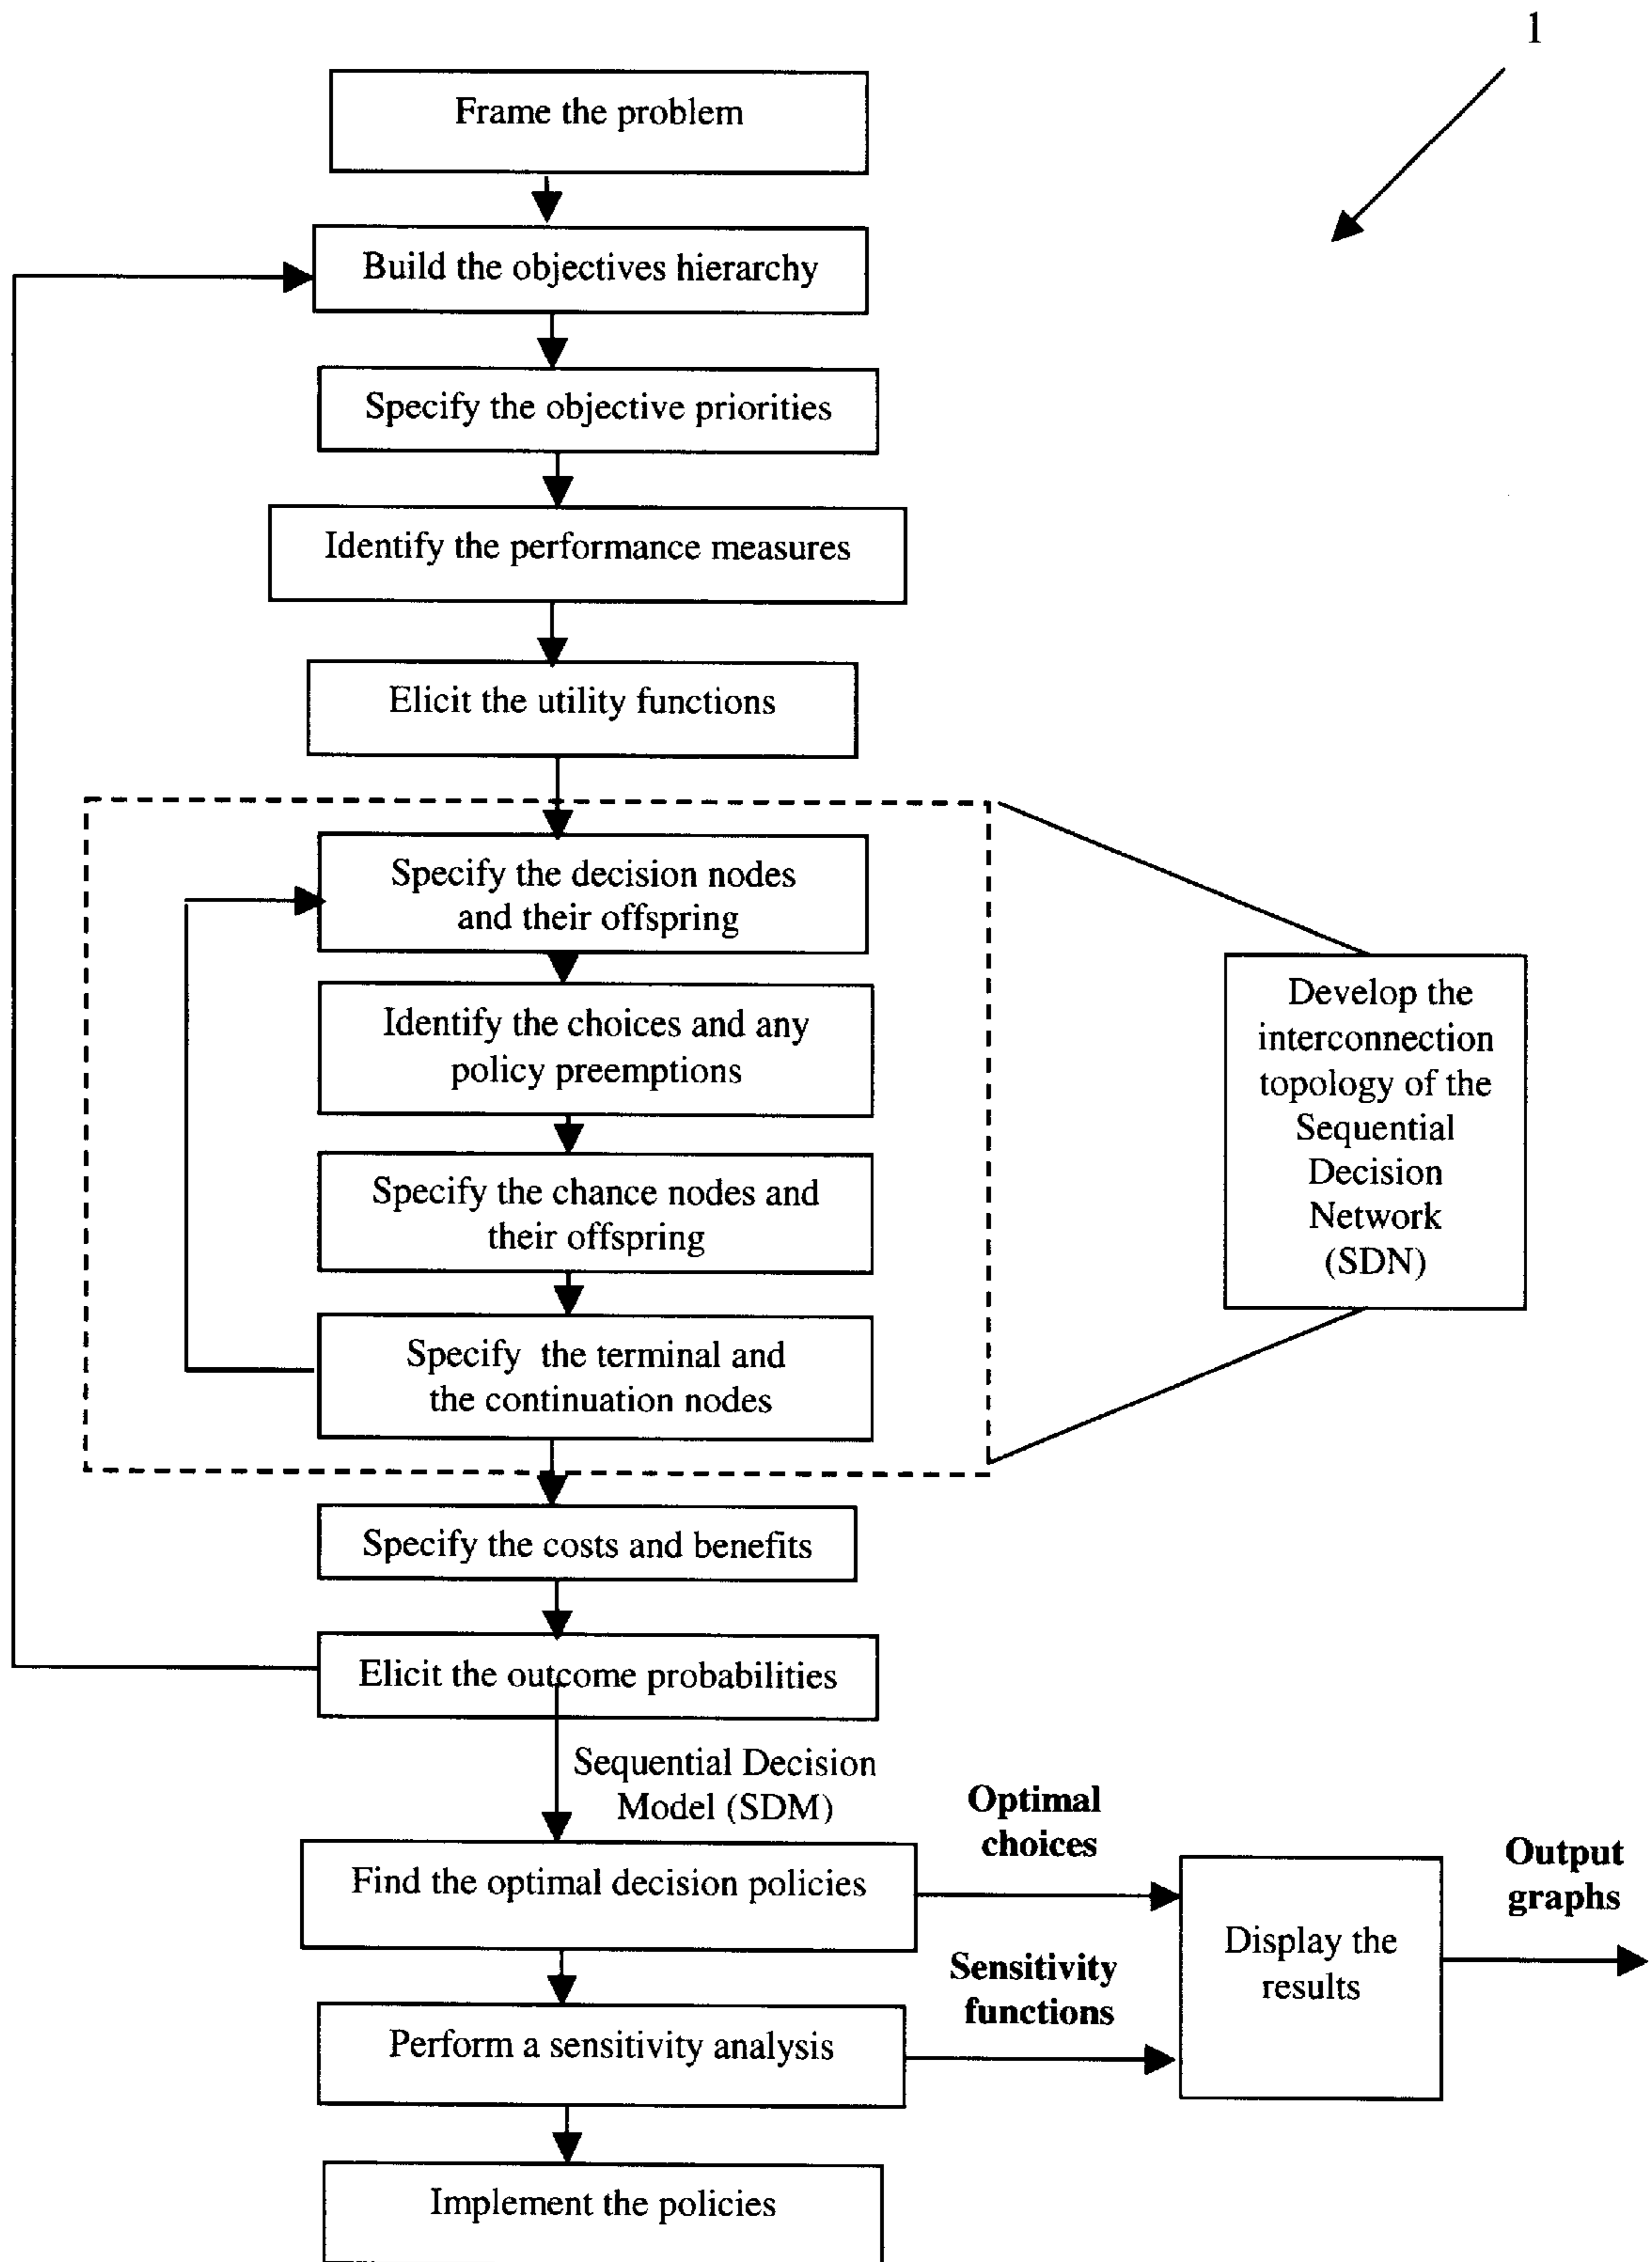 1
Frame the problem
Build the objectives hierarchy
Specify the objective priorities
Identify the performance measures
Elicit the utility functions
Specify the decision nodes
and their offspring
Identify the choices and any
policy preemptions
Specify the chance nodes and
their offspring
Specify the terminal and
the continuation nodes
Develop the
interconnection
topology of the
Sequential
Decision
Network
(SDN)
Specify the costs and benefits
Elicit the outcome probabilities
Sequential Decision
Model (SDM)
Find the optimal decision policies
Optimal
choices
Perform a sensitivity analysis
Sensitivity
functions
Display the
results
Output
graphs
Implement the policies